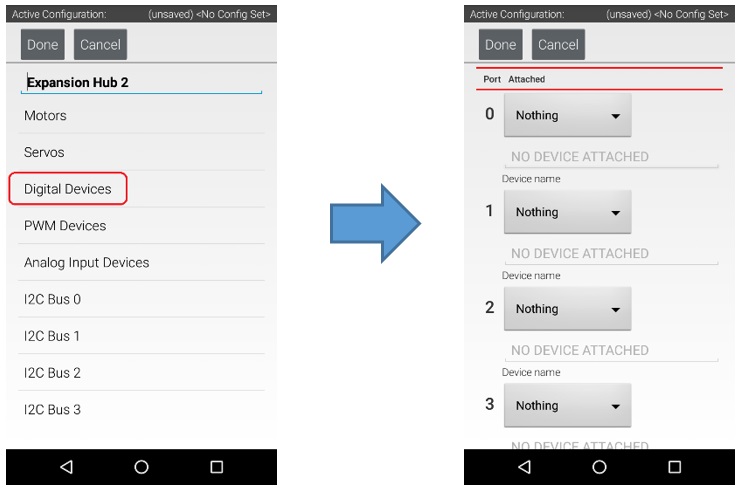 Active Configuration: (unsaved) <No Config Set>
Done Cancel
Expansion Hub 2
Motors
Servos
Digital Devices
PWM Devices
Analog Input Devices
I2C Bus 0
I2C Bus 1
I2C Bus 2
I2C Bus 3
Active Configuration: (unsaved) <No Config Set>
Done Cancel
Port Attached
0 Nothing
NO DEVICE ATTACHED
Device name
1 Nothing
NO DEVICE ATTACHED
Device name
2 Nothing
NO DEVICE ATTACHED
Device name
3 Nothing
NO DEVICE ATTACHED